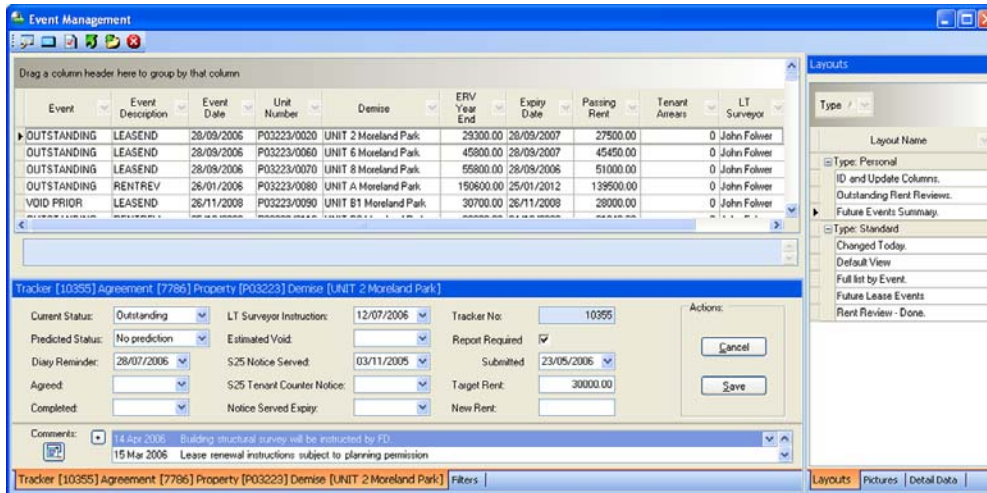 Event Management
Drag a column header here to group by that column
Event Event Description Event Date Unit Number Demise ERV Year End Expiry Date Passing Rent Tenant Arrears LT Surveyor
OUTSTANDING LEASEND 28/09/2006 P03223/0020 UNIT 2 Moreland Park 29300.00 28/09/2007 27500.00 0 John Folwer
OUTSTANDING LEASEND 28/09/2006 P03223/0060 UNIT 6 Moreland Park 45800.00 28/09/2007 45450.00 0 John Folwer
OUTSTANDING LEASEND 28/09/2006 P03223/0070 UNIT 8 Moreland Park 55800.00 28/09/2006 51000.00 0 John Folwer
OUTSTANDING RENTREV 26/01/2006 P03223/0080 UNIT A Moreland Park 150600.00 25/01/2012 139500.00 0 John Folwer
VOID PRIOR LEASEND 26/11/2008 P03223/0090 UNIT B1 Moreland Park 30700.00 26/11/2008 28000.00 0 John Folwer
Tracker [10355] Agreement [7786] Property [P03223] Demise [UNIT 2 Moreland Park]
Current Status: Outstanding LT Surveyor Instruction: 12/07/2006 Tracker No: 10355
Predicted Status: No prediction Estimated Void: Report Required
Diary Reminder: 28/07/2006 S25 Notice Served: 03/11/2005 Submitted 23/05/2006
Agreed: S25 Tenant Counter Notice: Target Rent: 30000.00
Completed: Notice Served Expiry: New Rent:
Actions:
Cancel
Save
Comments:
14 Apr 2006 Building structural survey will be instructed by FD.
15 Mar 2006 Lease renewal instructions subject to planning permission
Tracker [10355] Agreement [7786] Property [P03223] Demise [UNIT 2 Moreland Park] Filters
Layouts
Type
Layout Name
Type: Personal
ID and Update Columns.
Outstanding Rent Reviews.
Future Events Summary.
Type: Standard
Changed Today.
Default View
Full list by Event.
Future Lease Events
Rent Review - Done.
Layouts Pictures Detail Data